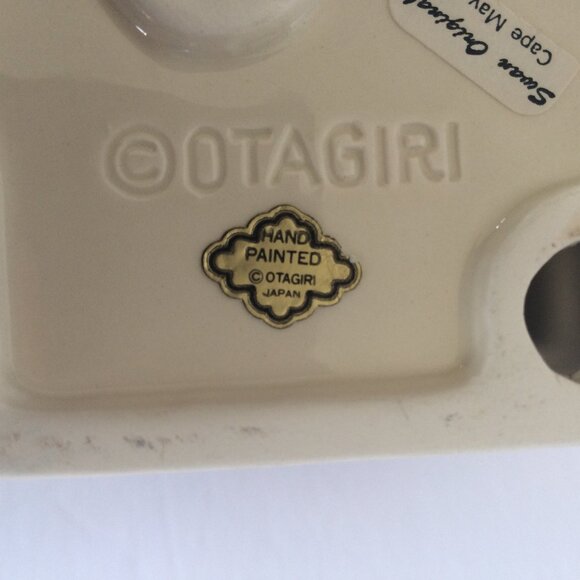 Swan Original
Cape May
©OTAGIRI
HAND
PAINTED
© OTAGIRI
JAPAN